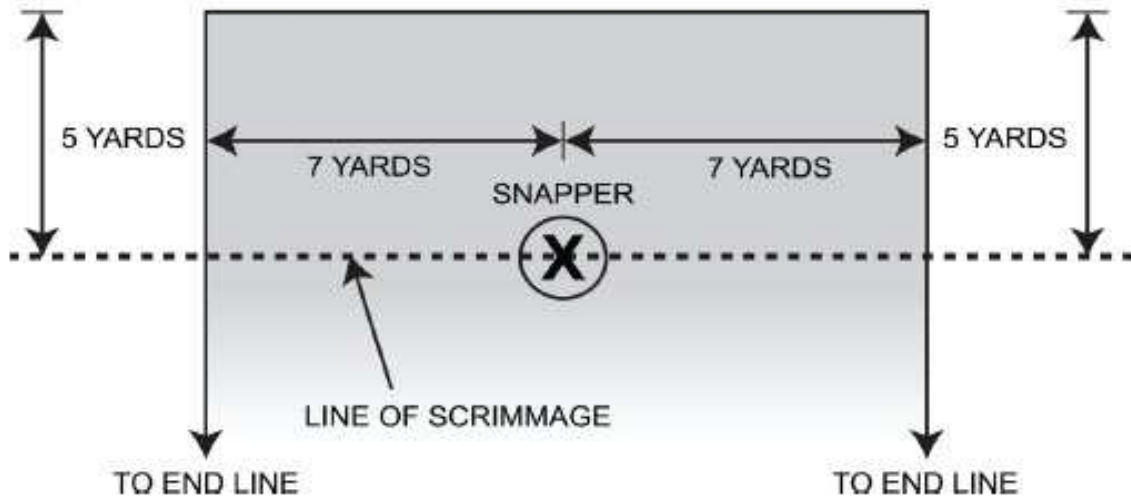 5 YARDS
7 YARDS
7 YARDS
5 YARDS
SNAPPER
X
LINE OF SCRIMMAGE
TO END LINE
TO END LINE